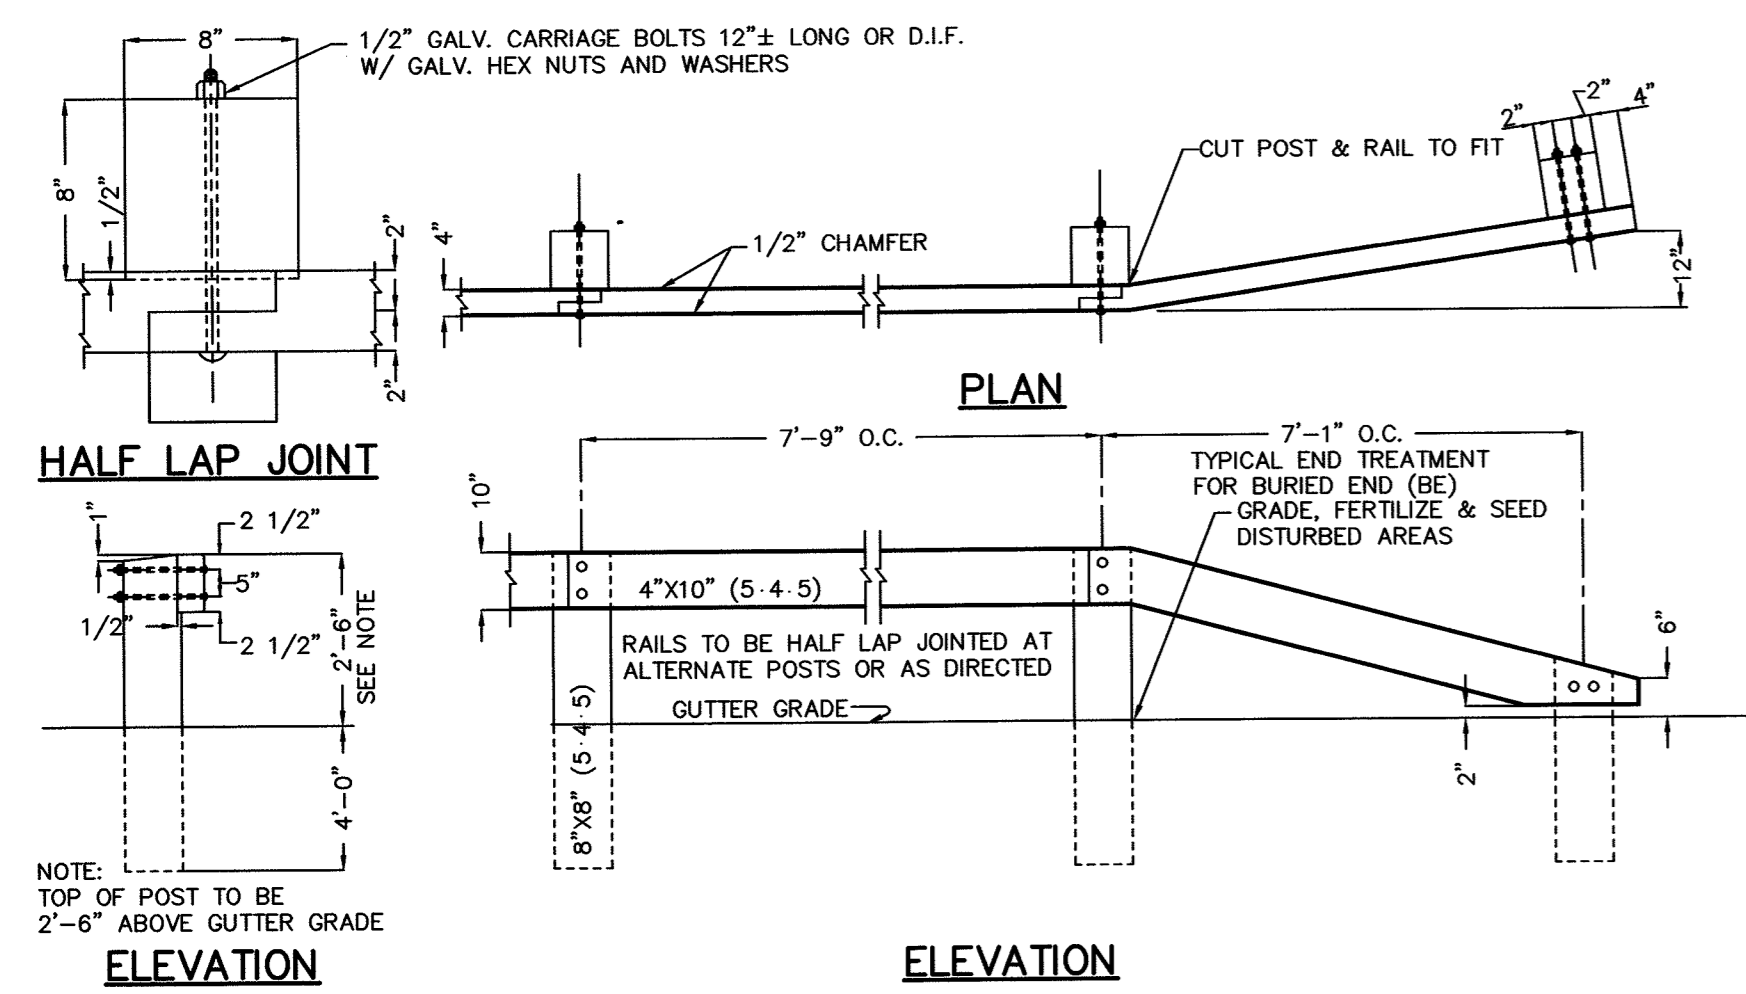 8"
1/2" GALV. CARRIAGE BOLTS 12"± LONG OR D.I.F.
W/ GALV. HEX NUTS AND WASHERS
8"
1/2"
2"
2"
HALF LAP JOINT
4"
1/2" CHAMFER
CUT POST & RAIL TO FIT
2"
2"
4"
12"
PLAN
1"
2 1/2"
5"
1/2"
2 1/2"
2'-6"
SEE NOTE
4'-0"
NOTE:
TOP OF POST TO BE
2'-6" ABOVE GUTTER GRADE
ELEVATION
7'-9" O.C.
7'-1" O.C.
TYPICAL END TREATMENT
FOR BURIED END (BE)
GRADE, FERTILIZE & SEED
DISTURBED AREAS
10"
4"X10" (5·4·5)
RAILS TO BE HALF LAP JOINTED AT
ALTERNATE POSTS OR AS DIRECTED
GUTTER GRADE
8"X8" (5·4·5)
6"
2"
ELEVATION